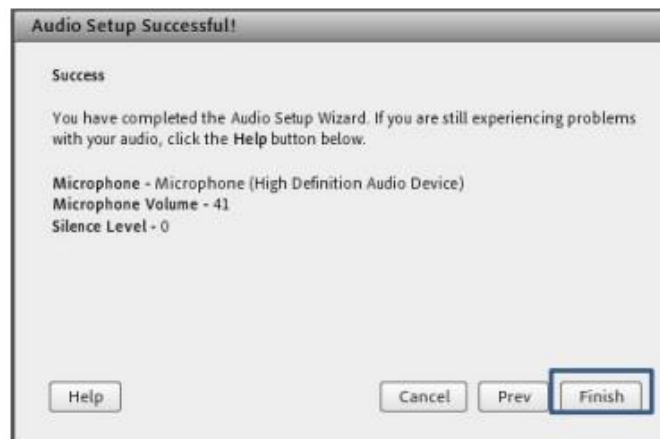 Audio Setup Successful!
Success
You have completed the Audio Setup Wizard. If you are still experiencing problems
with your audio, click the Help button below.
Microphone - Microphone (High Definition Audio Device)
Microphone Volume - 41
Silence Level - 0
Help Cancel Prev Finish